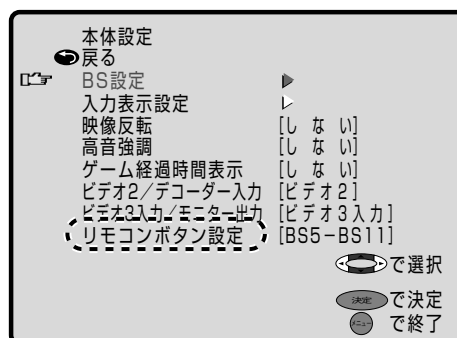 本体設定
戻る
BS設定
入力表示設定
映像反転 [し な い]
高音強調 [し な い]
ゲーム経過時間表示 [し な い]
ビデオ2/デコーダー入力 [ビデオ2]
ビデオ3入力/モニター出力 [ビデオ3入力]
リモコンボタン設定 [BS5-BS11]
で選択
決定 で決定
メニュー で終了